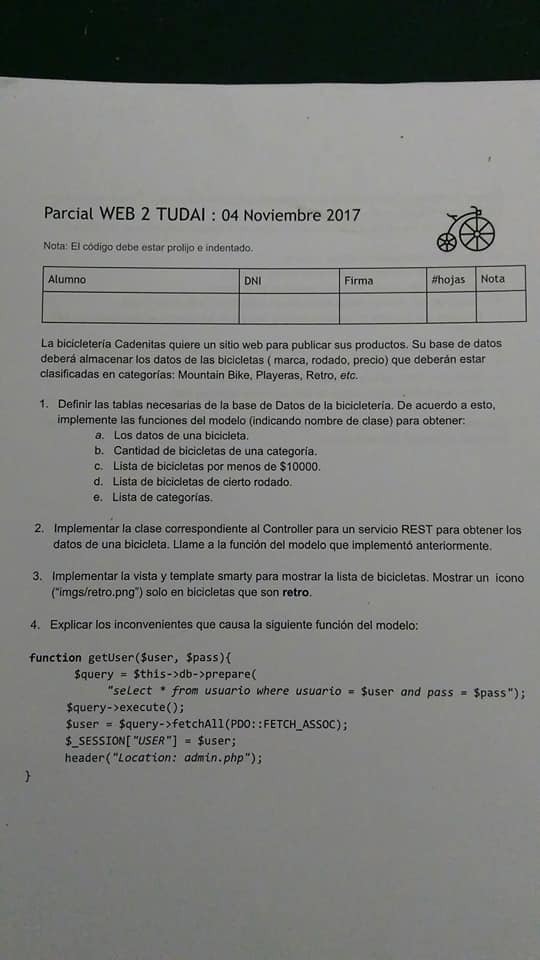 Parcial WEB 2 TUDAI : 04 Noviembre 2017
Nota: El código debe estar prolijo e indentado.
Alumno DNI Firma #hojas Nota
La bicicletería Cadenitas quiere un sitio web para publicar sus productos. Su base de datos
deberá almacenar los datos de las bicicletas ( marca, rodado, precio) que deberán estar
clasificadas en categorías: Mountain Bike, Playeras, Retro, etc.
1. Definir las tablas necesarias de la base de Datos de la bicicletería. De acuerdo a esto,
implemente las funciones del modelo (indicando nombre de clase) para obtener:
a. Los datos de una bicicleta.
b. Cantidad de bicicletas de una categoría.
c. Lista de bicicletas por menos de $10000.
d. Lista de bicicletas de cierto rodado.
e. Lista de categorías.
2. Implementar la clase correspondiente al Controller para un servicio REST para obtener los
datos de una bicicleta. Llame a la función del modelo que implementó anteriormente.
3. Implementar la vista y template smarty para mostrar la lista de bicicletas. Mostrar un icono
("imgs/retro.png") solo en bicicletas que son retro.
4. Explicar los inconvenientes que causa la siguiente función del modelo:
function getUser($user, $pass){
$query = $this->db->prepare(
"select * from usuario where usuario = $user and pass = $pass");
$query->execute();
$user = $query->fetchAll(PDO::FETCH_ASSOC);
$_SESSION["USER"] = $user;
header("Location: admin.php");
}